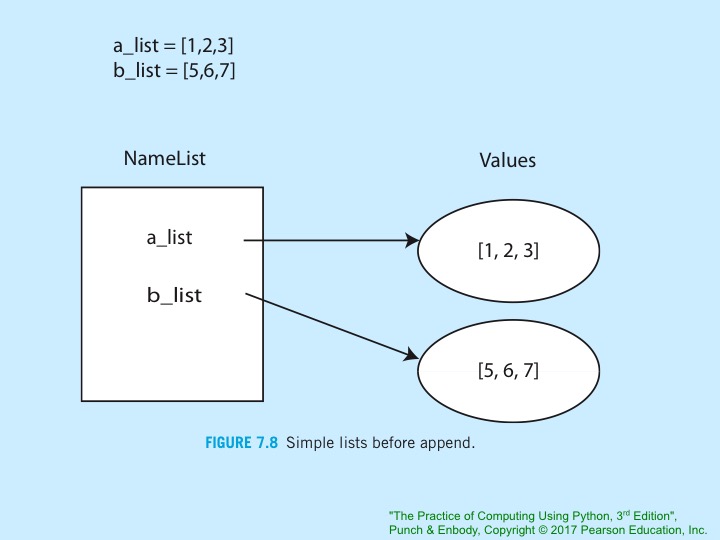 a_list = [1,2,3]
b_list = [5,6,7]
NameList
Values
a_list
[1, 2, 3]
b_list
[5, 6, 7]
FIGURE 7.8 Simple lists before append.
"The Practice of Computing Using Python, 3rd Edition",
Punch & Enbody, Copyright © 2017 Pearson Education, Inc.